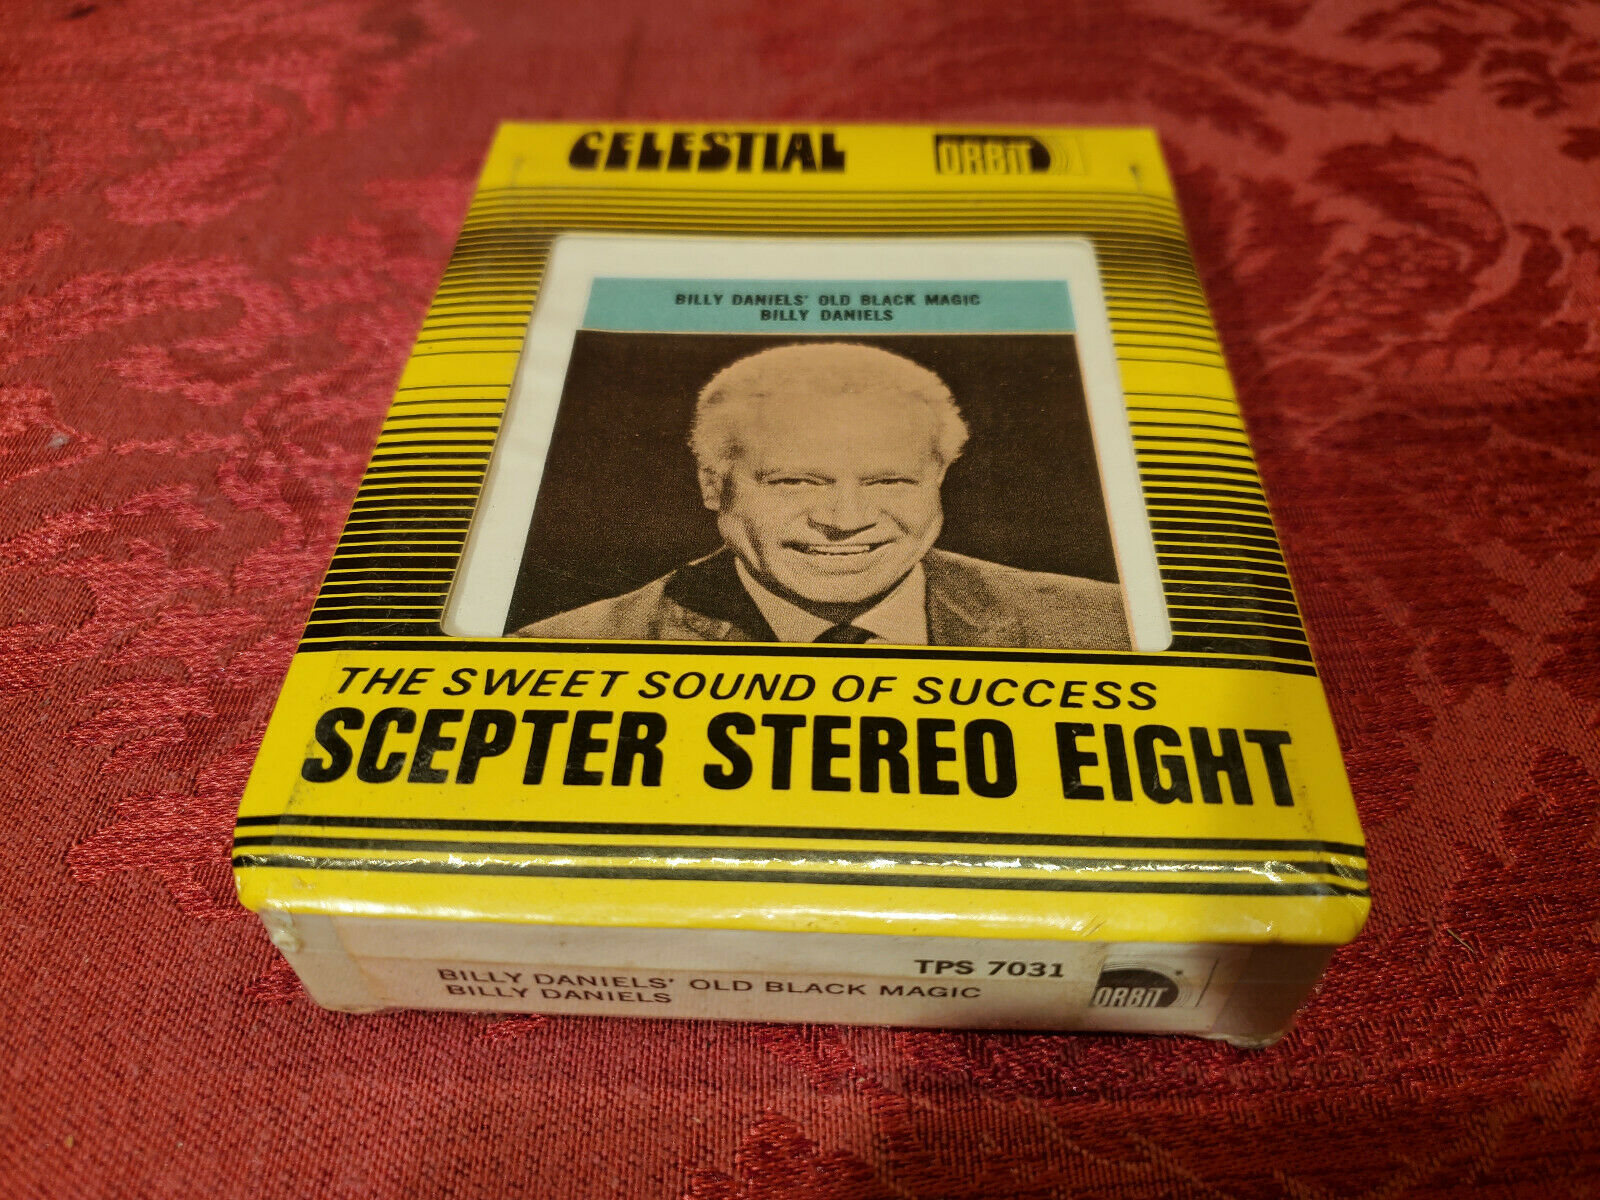 CELESTIAL
ORBiT
BILLY DANIELS' OLD BLACK MAGIC
BILLY DANIELS
THE SWEET SOUND OF SUCCESS
SCEPTER STEREO EIGHT
TPS 7031
BILLY DANIELS' OLD BLACK MAGIC
BILLY DANIELS
ORBiT